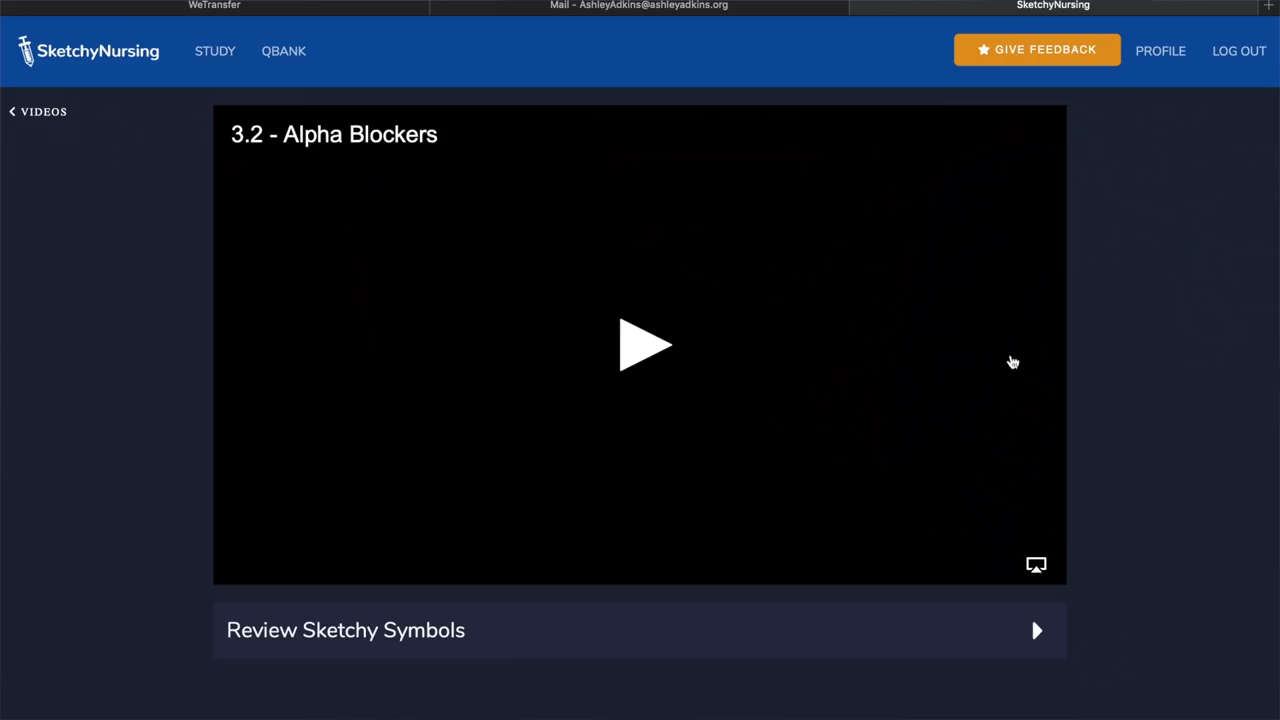 WeTransfer
Mail - AshleyAdkins@ashleyadkins.org
SketchyNursing
SketchyNursing
STUDY
QBANK
GIVE FEEDBACK
PROFILE
LOG OUT
VIDEOS
3.2 - Alpha Blockers
Review Sketchy Symbols